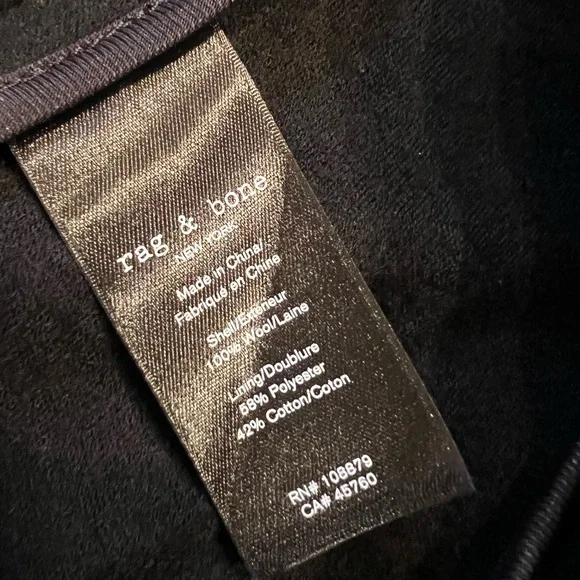 rag & bone
NEW YORK
Made in China/
Fabriqué en Chine
Shell/Extérieur
100% Wool/Laine
Lining/Doublure
58% Polyester
42% Cotton/Coton
RN# 108879
CA# 45760